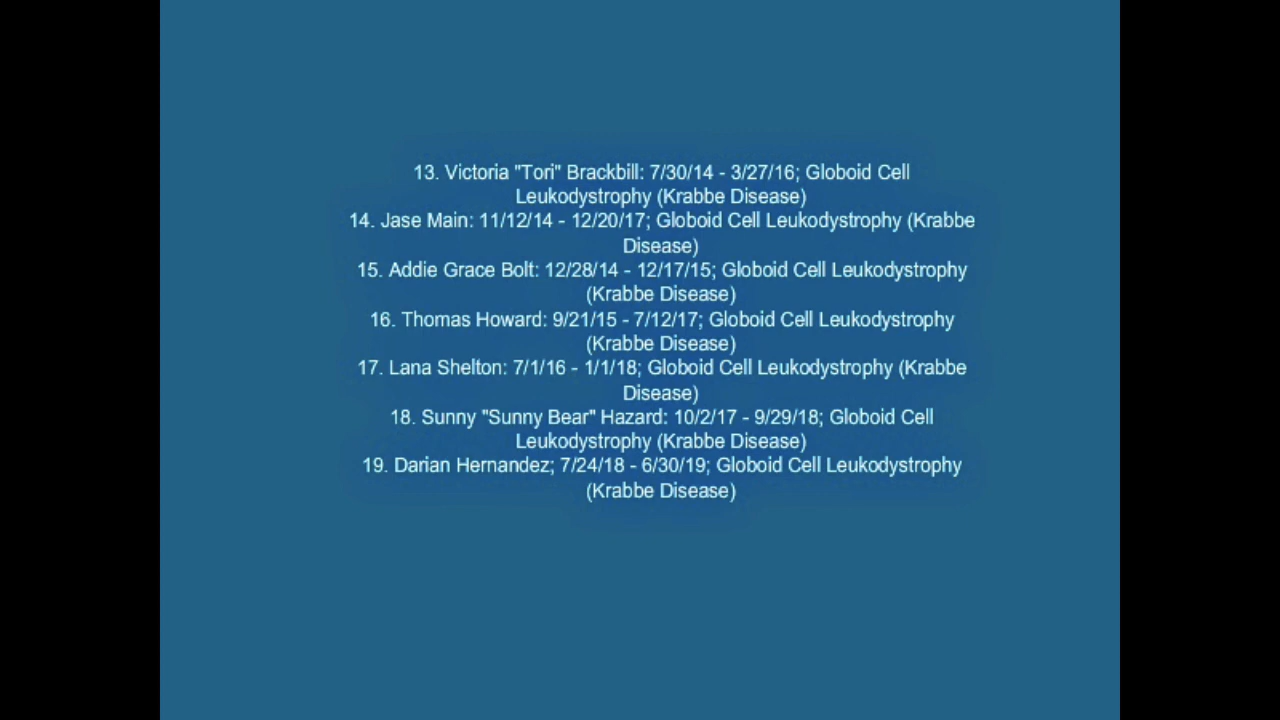 13. Victoria "Tori" Brackbill: 7/30/14 - 3/27/16; Globoid Cell
Leukodystrophy (Krabbe Disease)
14. Jase Main: 11/12/14 - 12/20/17; Globoid Cell Leukodystrophy (Krabbe
Disease)
15. Addie Grace Bolt: 12/28/14 - 12/17/15; Globoid Cell Leukodystrophy
(Krabbe Disease)
16. Thomas Howard: 9/21/15 - 7/12/17; Globoid Cell Leukodystrophy
(Krabbe Disease)
17. Lana Shelton: 7/1/16 - 1/1/18; Globoid Cell Leukodystrophy (Krabbe
Disease)
18. Sunny "Sunny Bear" Hazard: 10/2/17 - 9/29/18; Globoid Cell
Leukodystrophy (Krabbe Disease)
19. Darian Hernandez; 7/24/18 - 6/30/19; Globoid Cell Leukodystrophy
(Krabbe Disease)